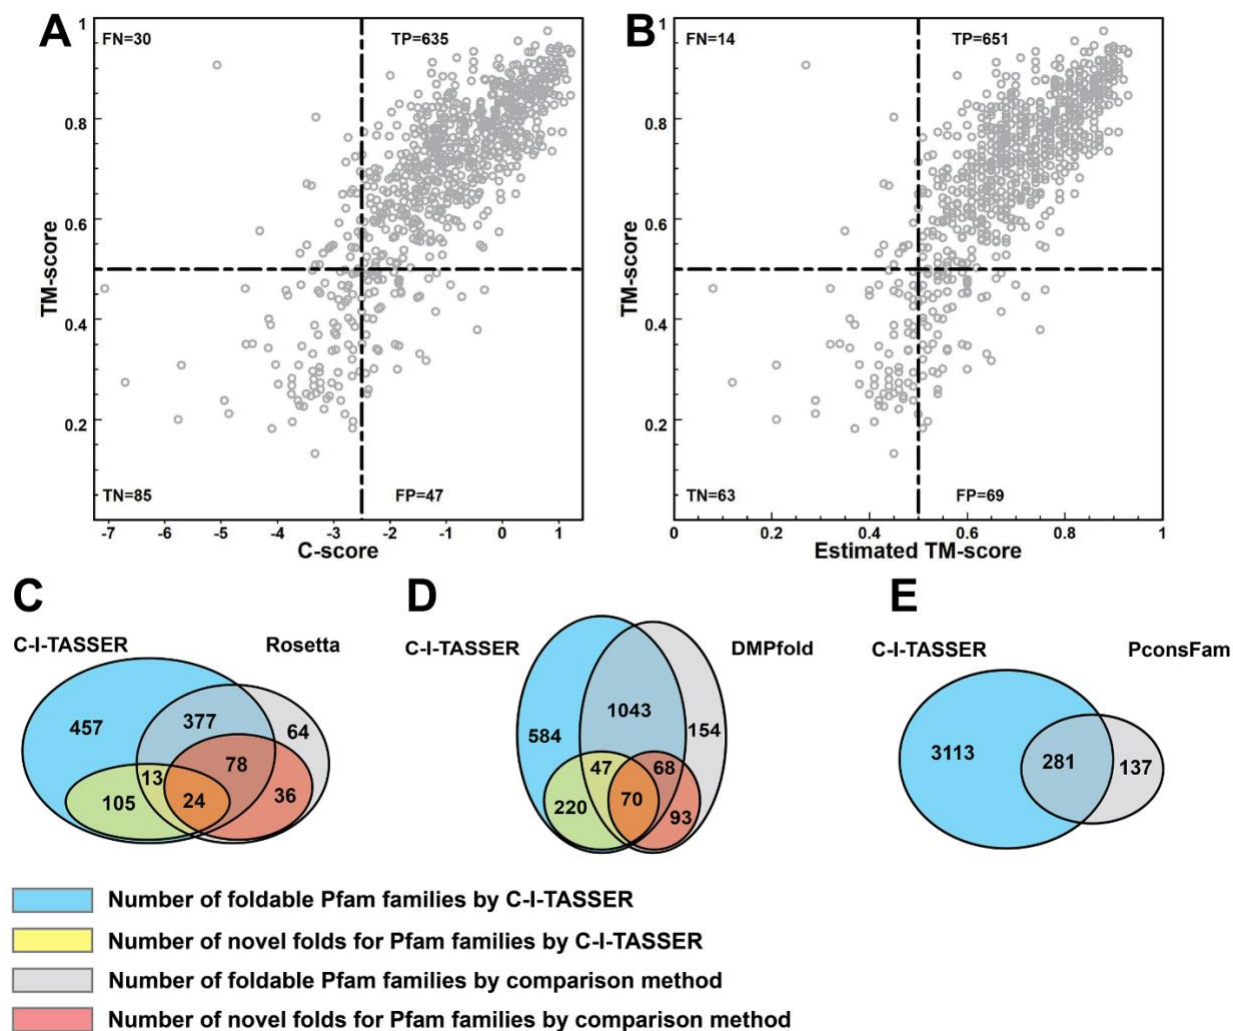 A
1
FN=30
TP=635
0.8
0.6
TM-score
0.4
0.2
TN=85
FP=47
-7
-6
-5
-4
-3
-2
-1
0
1
C-score
B
1
FN=14
TP=651
0.8
0.6
TM-score
0.4
0.2
TN=63
FP=69
0
0.2
0.4
0.6
0.8
1
Estimated TM-score
C
C-I-TASSER
Rosetta
457
377
64
13
78
105
24
36
D
C-I-TASSER
DMPfold
584
1043
154
47
68
220
70
93
E
C-I-TASSER
PconsFam
3113
281
137
Number of foldable Pfam families by C-I-TASSER
Number of novel folds for Pfam families by C-I-TASSER
Number of foldable Pfam families by comparison method
Number of novel folds for Pfam families by comparison method